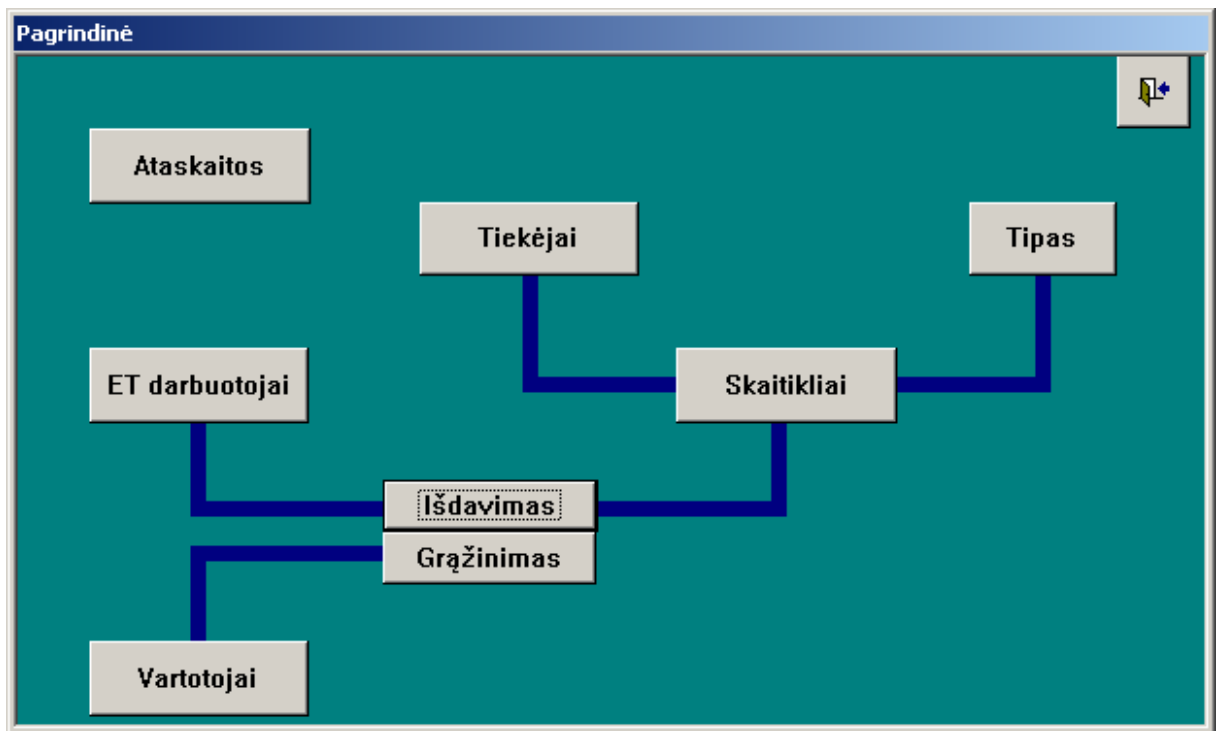 Pagrindinė
Ataskaitos
Tiekėjai
Tipas
ET darbuotojai
Skaitikliai
Išdavimas
Grąžinimas
Vartotojai